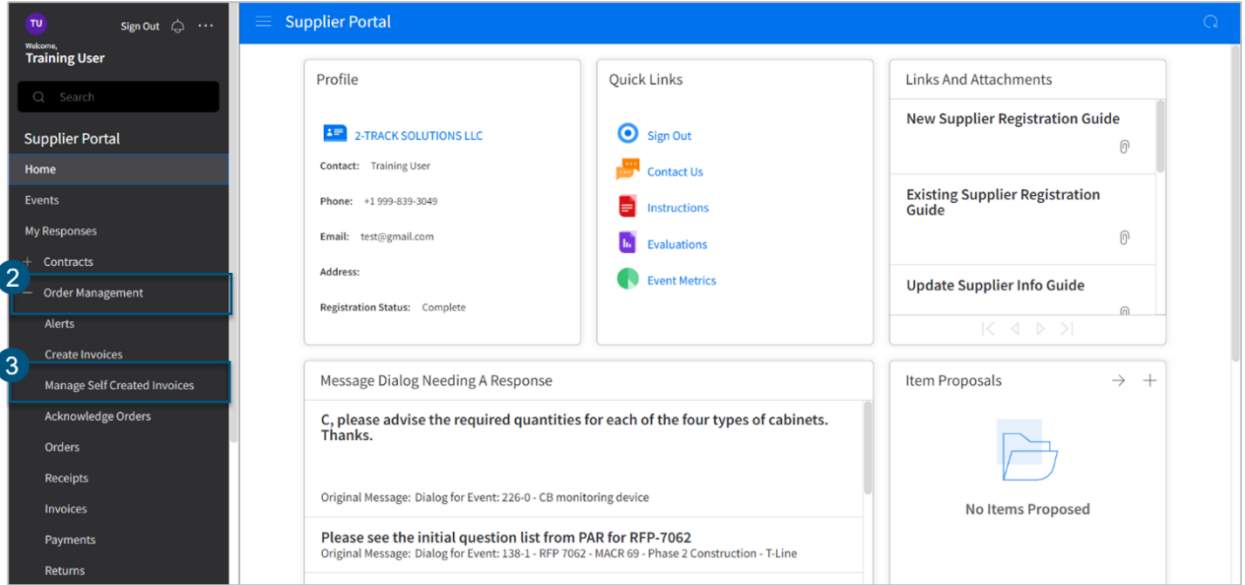 TU
Sign Out
Welcome,
Training User
Search
Supplier Portal
Home
Events
My Responses
+ Contracts
2
− Order Management
Alerts
Create Invoices
3
Manage Self Created Invoices
Acknowledge Orders
Orders
Receipts
Invoices
Payments
Returns
Supplier Portal
Profile
2-TRACK SOLUTIONS LLC
Contact: Training User
Phone: +1 999-839-3049
Email: test@gmail.com
Address:
Registration Status: Complete
Quick Links
Sign Out
Contact Us
Instructions
Evaluations
Event Metrics
Links And Attachments
New Supplier Registration Guide
Existing Supplier Registration
Guide
Update Supplier Info Guide
Message Dialog Needing A Response
C, please advise the required quantities for each of the four types of cabinets.
Thanks.
Original Message: Dialog for Event: 226-0 - CB monitoring device
Please see the initial question list from PAR for RFP-7062
Original Message: Dialog for Event: 138-1 - RFP 7062 - MACR 69 - Phase 2 Construction - T-Line
Item Proposals
No Items Proposed